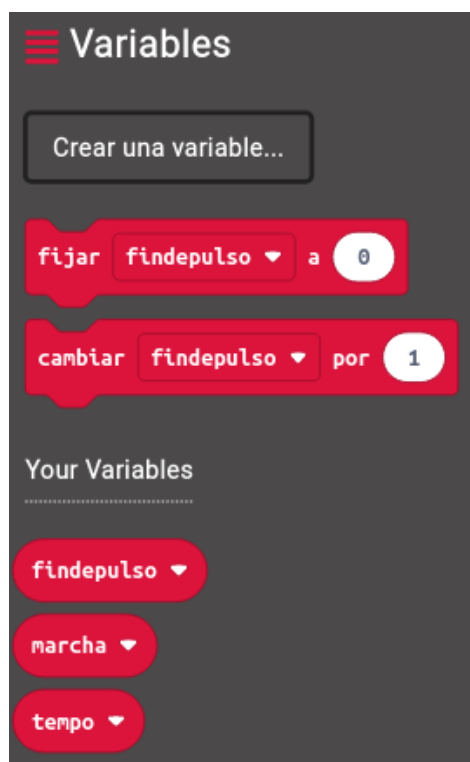 Variables
Crear una variable...
fijar findepulso a 0
cambiar findepulso por 1
Your Variables
findepulso
marcha
tempo